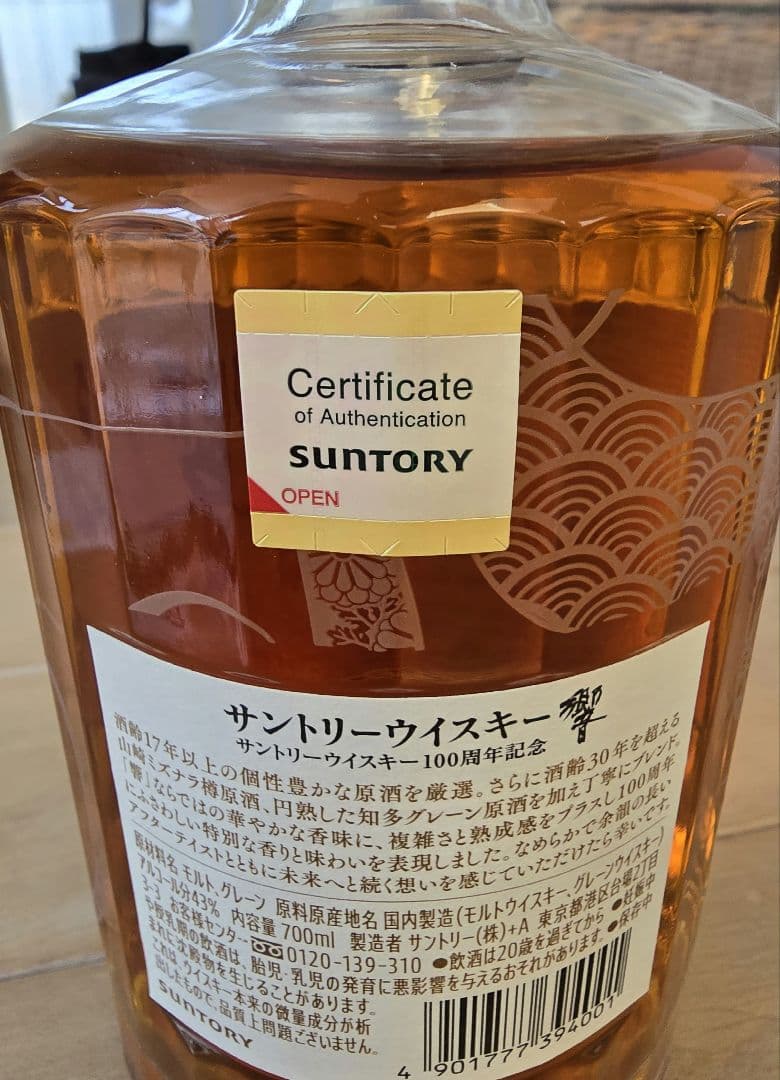 Certificate
of Authentication
SUNTORY
OPEN
サントリーウイスキー 響
サントリーウイスキー100周年記念
酒齢17年以上の個性豊かな原酒を厳選。さらに酒齢30年を超える
山崎ミズナラ樽原酒、円熟した知多グレーン原酒を加え丁寧にブレンド。
「響」ならではの華やかな香味に、複雑さと熟成感をプラスし100周年
にふさわしい特別な香りと味わいを表現しました。なめらかで余韻の長い
アフターテイストとともに未来へと続く想いを感じていただけたら幸いです。
原材料名 モルト、グレーン 原料原産地名 国内製造(モルトウイスキー、グレーンウイスキー)
アルコール分43% 内容量 700ml 製造者 サントリー(株)+A 東京都港区台場2丁目
3-3 お客様センター 0120-139-310 ●飲酒は20歳を過ぎてから ●妊娠中
や授乳期の飲酒は、胎児・乳児の発育に悪影響を与えるおそれがあります。●保存中
まれに沈殿物を生じることがあります。
これは、ウイスキー本来の微量成分が析
出したもので、品質上問題ございません。
SUNTORY
4 901777 394001